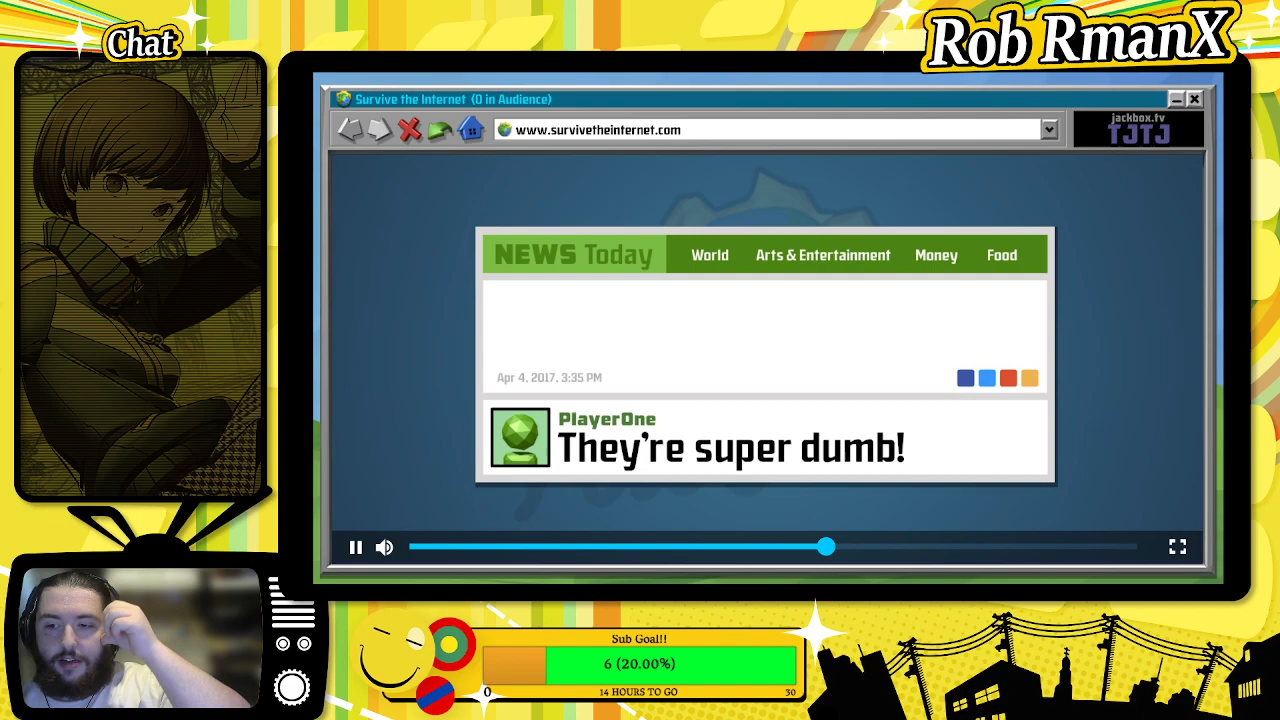 Chat
Rob RmanX
Survive the Internet (0 in Audience)
www.survivetheinternet.com
jackbox.tv
TJTJ
NEWS Today World Arts & Entertainment Money Food
Apr 4, 2017, 3:35 PM
PlayerOne
They're super dumb!
Sub Goal!!
6 (20.00%)
0 14 HOURS TO GO 30